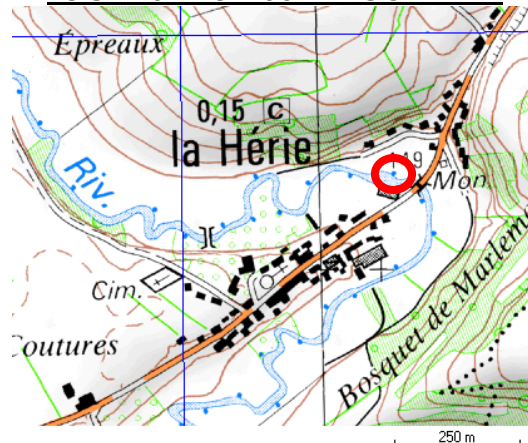 Épreaux
0,15 C
la Hérie
Riv.
Mon.
Cim.
Coutures
Bosquet de Marlem
250 m